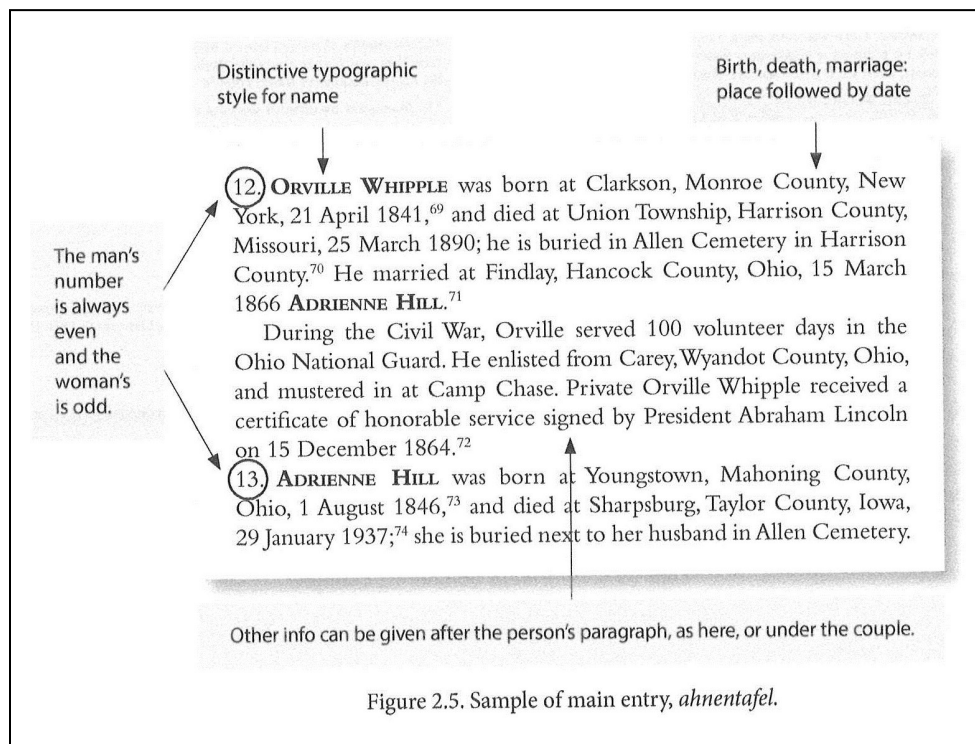 Distinctive typographic
style for name
Birth, death, marriage:
place followed by date
The man's
number
is always
even
and the
woman's
is odd.
12. ORVILLE WHIPPLE was born at Clarkson, Monroe County, New
York, 21 April 1841,⁶⁹ and died at Union Township, Harrison County,
Missouri, 25 March 1890; he is buried in Allen Cemetery in Harrison
County.⁷⁰ He married at Findlay, Hancock County, Ohio, 15 March
1866 ADRIENNE HILL.⁷¹
During the Civil War, Orville served 100 volunteer days in the
Ohio National Guard. He enlisted from Carey, Wyandot County, Ohio,
and mustered in at Camp Chase. Private Orville Whipple received a
certificate of honorable service signed by President Abraham Lincoln
on 15 December 1864.⁷²
13. ADRIENNE HILL was born at Youngstown, Mahoning County,
Ohio, 1 August 1846,⁷³ and died at Sharpsburg, Taylor County, Iowa,
29 January 1937;⁷⁴ she is buried next to her husband in Allen Cemetery.
Other info can be given after the person's paragraph, as here, or under the couple.
Figure 2.5. Sample of main entry, ahnentafel.